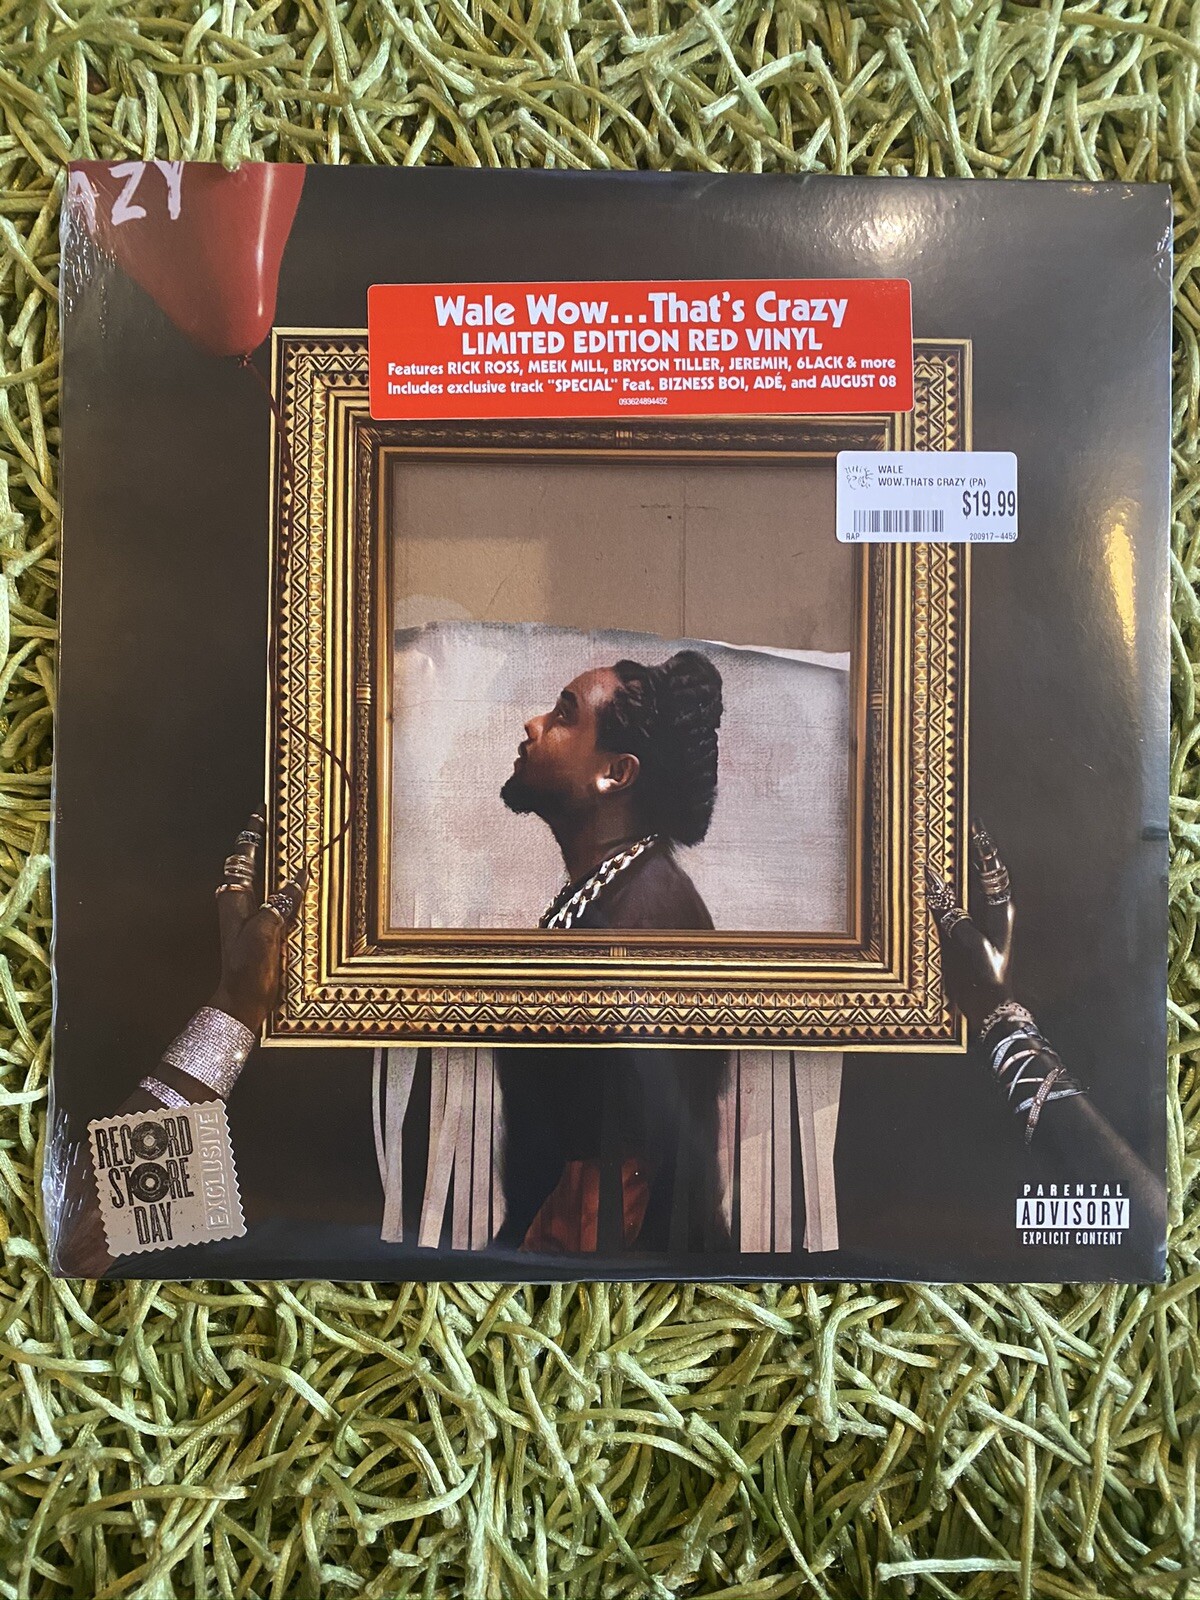 AZY
Wale Wow...That's Crazy
LIMITED EDITION RED VINYL
Features RICK ROSS, MEEK MILL, BRYSON TILLER, JEREMIH, 6LACK & more
Includes exclusive track "SPECIAL" Feat. BIZNESS BOI, ADÉ, and AUGUST 08
093624894452
WALE
WOW.THATS CRAZY (PA)
$19.99
RAP
200917-4452
RECORD
STORE
DAY
EXCLUSIVE
PARENTAL
ADVISORY
EXPLICIT CONTENT